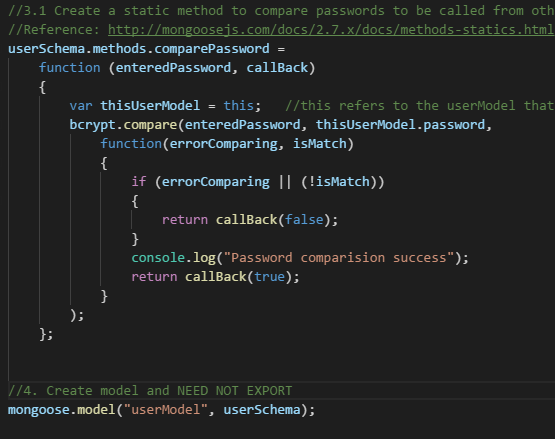 //3.1 Create a static method to compare passwords to be called from oth
//Reference: http://mongoosejs.com/docs/2.7.x/docs/methods-statics.html
userSchema.methods.comparePassword =
function (enteredPassword, callBack)
{
var thisUserModel = this; //this refers to the userModel that
bcrypt.compare(enteredPassword, thisUserModel.password,
function(errorComparing, isMatch)
{
if (errorComparing || (!isMatch))
{
return callBack(false);
}
console.log("Password comparision success");
return callBack(true);
}
);
};
//4. Create model and NEED NOT EXPORT
mongoose.model("userModel", userSchema);